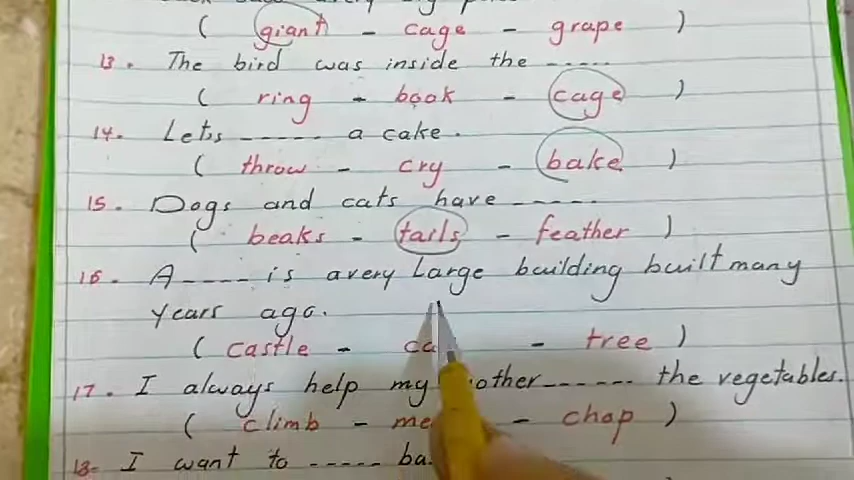 ( giant - cage - grape )
13. The bird was inside the -----
( ring - book - cage )
14. Let's ----- a cake.
( throw - cry - bake )
15. Dogs and cats have -----
( beaks - tails - feather )
16. A ---- is avery Large building built many
years ago.
( castle - - tree )
17. I always help my ----- the vegetables.
( climb - - chop )
18- I want to -----